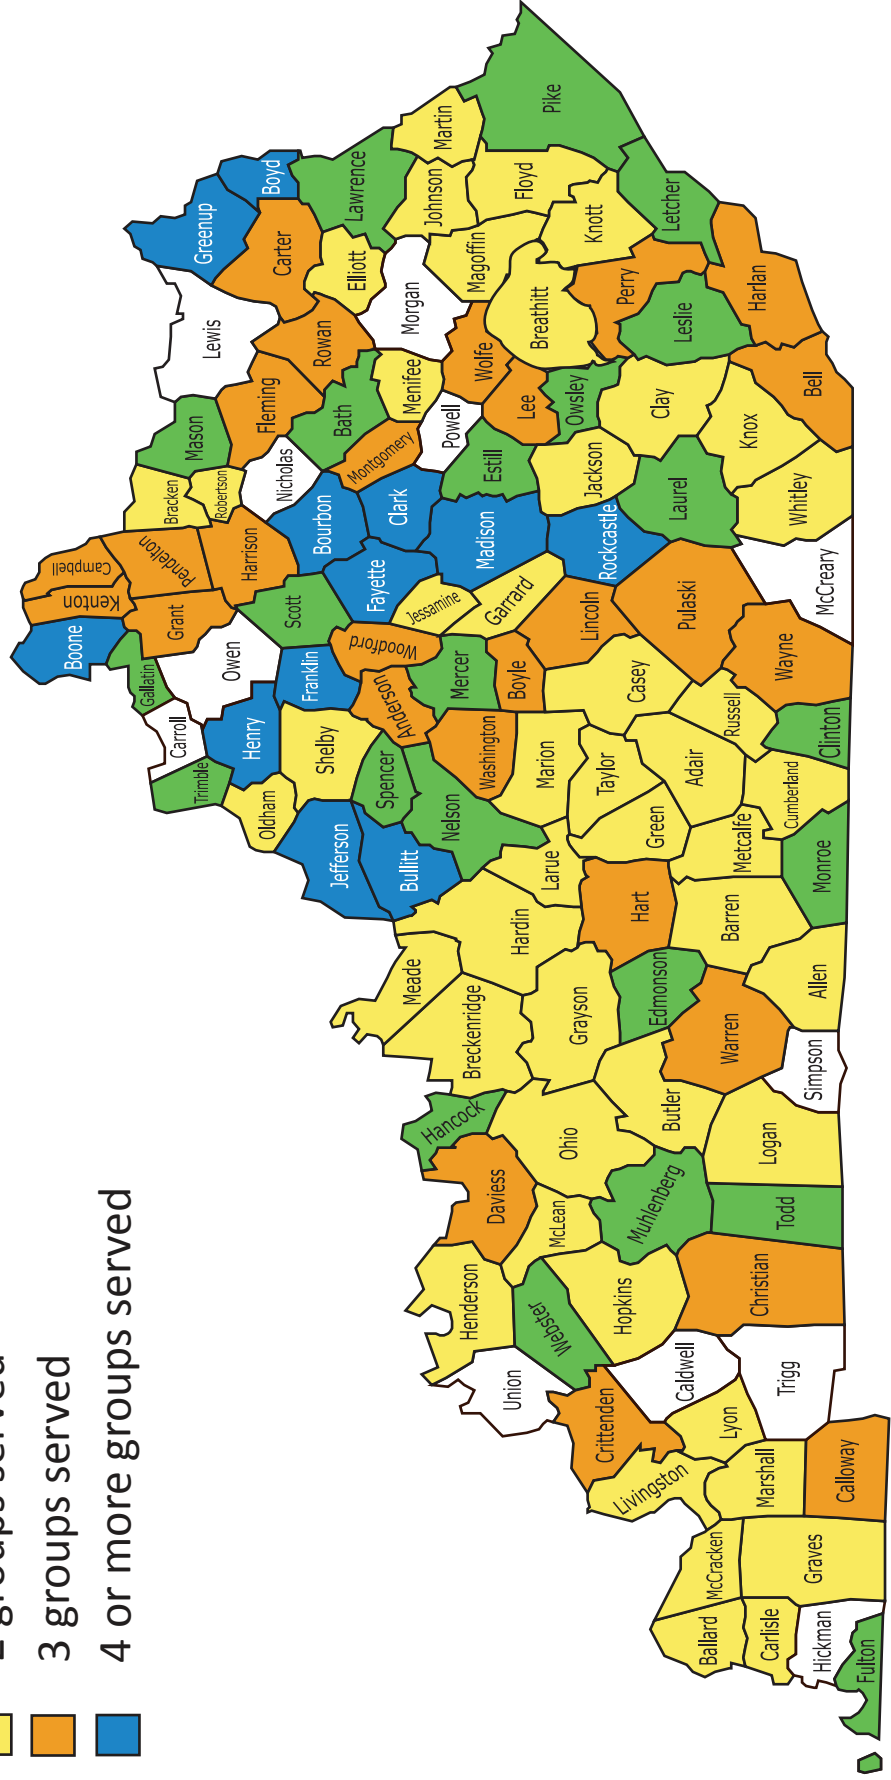 3 groups served
4 or more groups served
Campbell
Kenton
Boone
Pendelton
Grant
Gallatin
Bracken
Robertson
Mason
Lewis
Greenup
Boyd
Carter
Lawrence
Elliott
Rowan
Fleming
Nicholas
Harrison
Scott
Owen
Carroll
Trimble
Henry
Oldham
Shelby
Franklin
Woodford
Fayette
Bourbon
Clark
Montgomery
Bath
Menifee
Morgan
Johnson
Martin
Pike
Floyd
Magoffin
Wolfe
Powell
Estill
Madison
Jessamine
Garrard
Mercer
Anderson
Spencer
Jefferson
Bullitt
Nelson
Washington
Boyle
Lincoln
Rockcastle
Jackson
Lee
Owsley
Breathitt
Knott
Letcher
Perry
Leslie
Harlan
Clay
Bell
Knox
Laurel
Whitley
McCreary
Pulaski
Wayne
Casey
Russell
Clinton
Marion
Taylor
Adair
Cumberland
Green
Metcalfe
Monroe
Larue
Hardin
Hart
Barren
Meade
Breckenridge
Grayson
Edmonson
Warren
Allen
Simpson
Hancock
Ohio
Butler
Logan
Daviess
McLean
Muhlenberg
Todd
Henderson
Webster
Hopkins
Christian
Union
Caldwell
Trigg
Crittenden
Lyon
Livingston
Marshall
Calloway
McCracken
Graves
Ballard
Carlisle
Hickman
Fulton